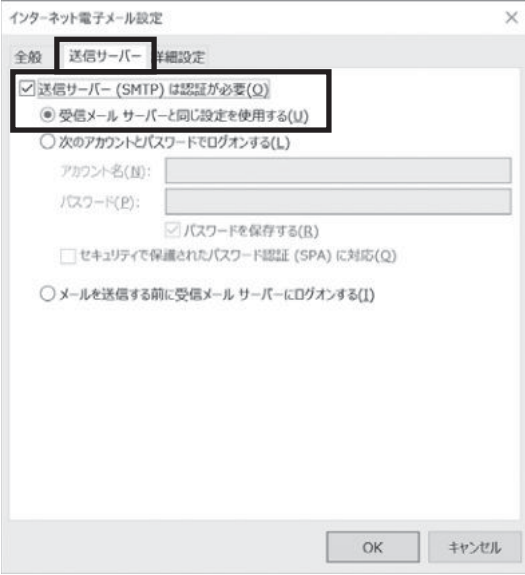 インターネット電子メール設定
全般 送信サーバー 詳細設定
送信サーバー (SMTP) は認証が必要(O)
受信メール サーバーと同じ設定を使用する(U)
次のアカウントとパスワードでログオンする(L)
アカウント名(N):
パスワード(P):
パスワードを保存する(R)
セキュリティで保護されたパスワード認証 (SPA) に対応(Q)
メールを送信する前に受信メール サーバーにログオンする(I)
OK キャンセル